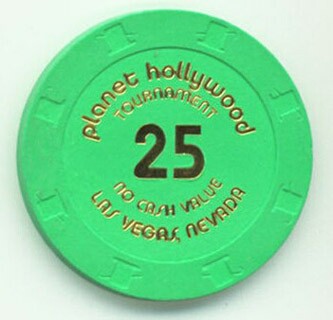 planet hollywood
TOURNAMENT
25
NO CASH VALUE
LAS VEGAS, NEVADA